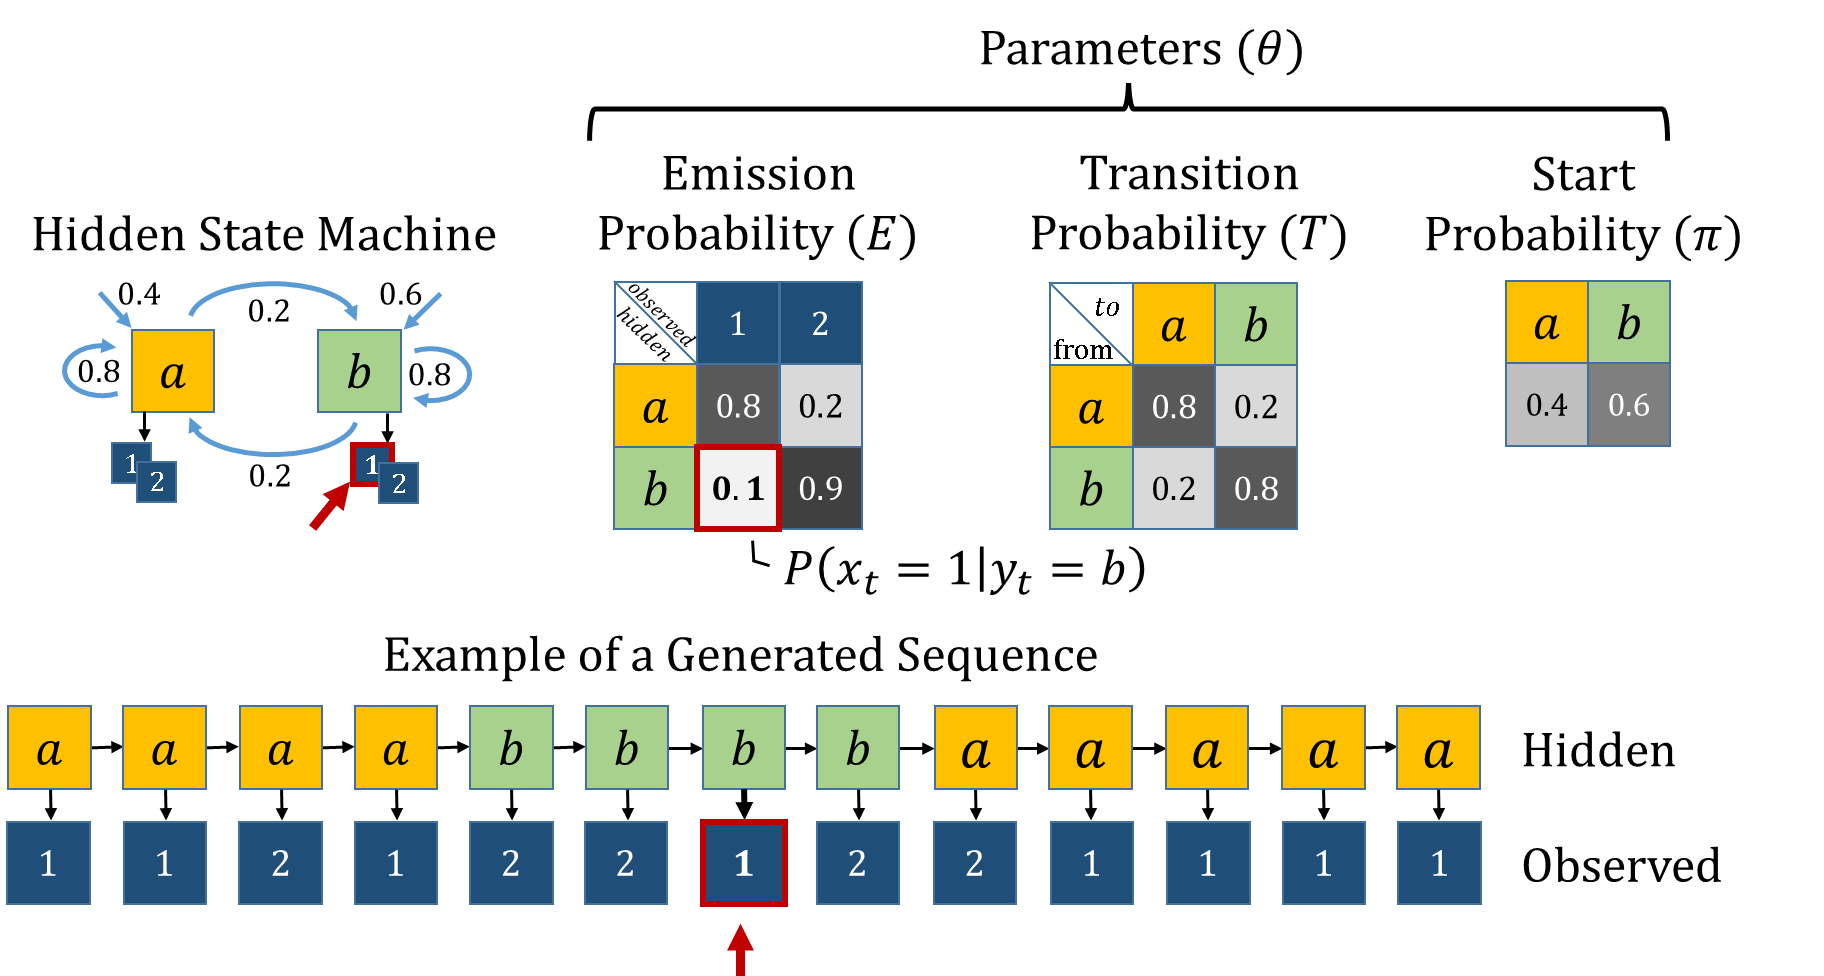 Parameters (θ)
Emission
Probability (E)
Transition
Probability (T)
Start
Probability (π)
Hidden State Machine
0.4
0.2
0.6
0.8
a
b
0.8
1
2
0.2
1
2
observed
hidden
1
2
a
0.8
0.2
b
0.1
0.9
P(xₜ = 1|yₜ = b)
to
from
a
b
a
0.8
0.2
b
0.2
0.8
a
b
0.4
0.6
Example of a Generated Sequence
a a a a b b b b a a a a a Hidden
1 1 2 1 2 2 1 2 2 1 1 1 1 Observed